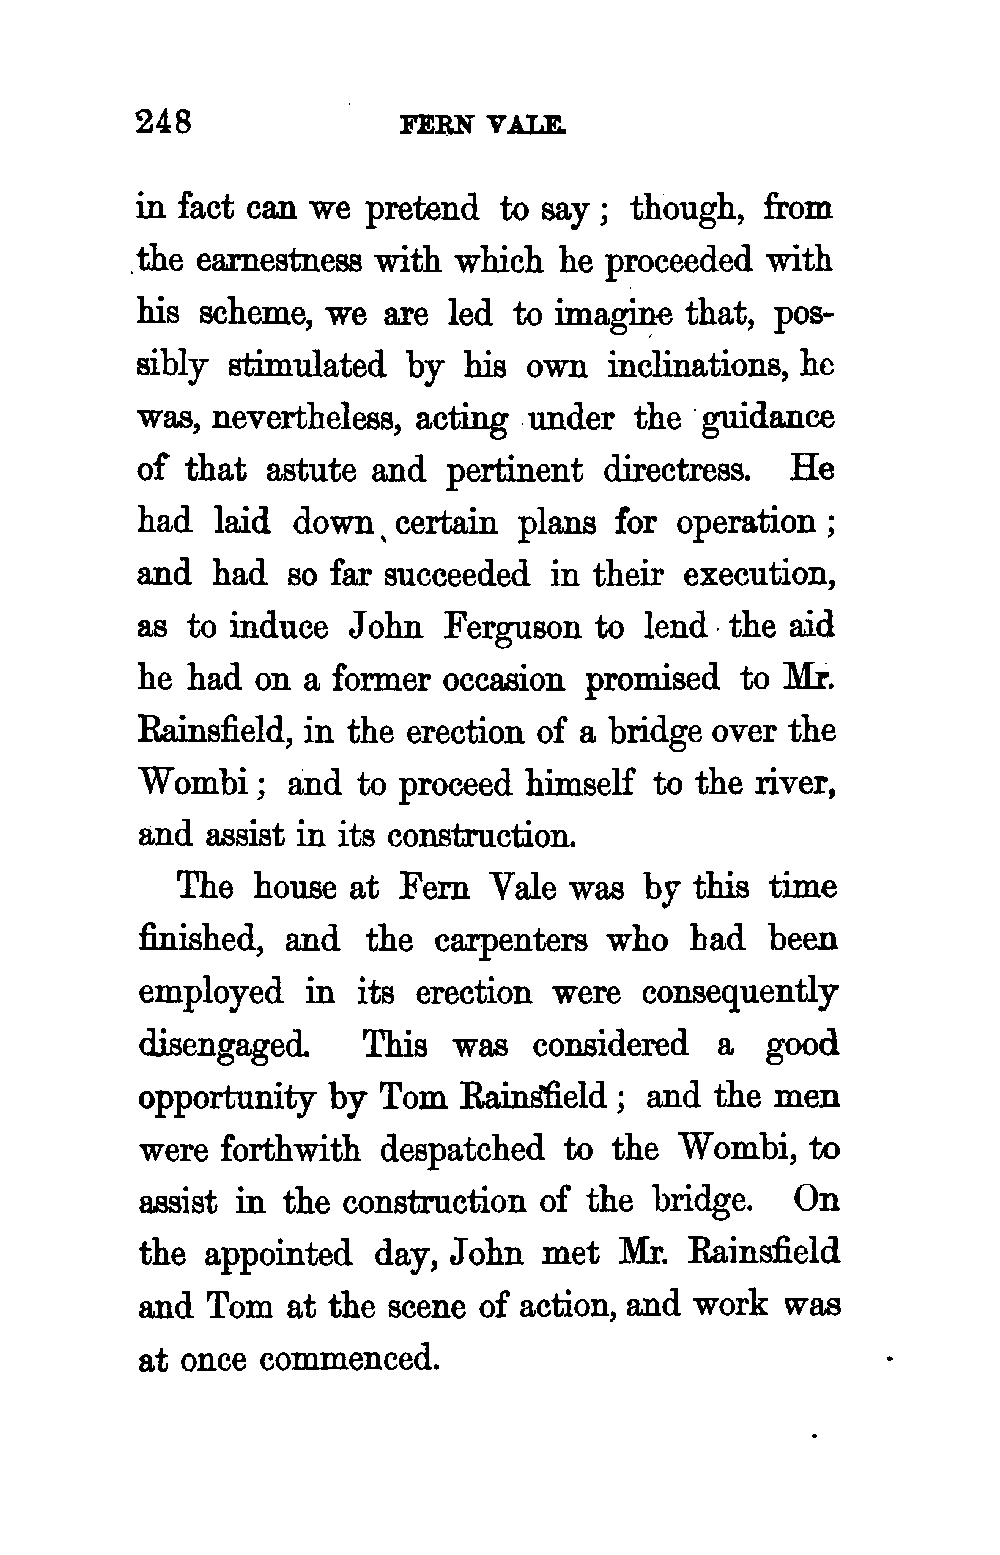 248 FERN VALE.
in fact can we pretend to say ; though, from
the earnestness with which he proceeded with
his scheme, we are led to imagine that, pos-
sibly stimulated by his own inclinations, he
was, nevertheless, acting under the guidance
of that astute and pertinent directress. He
had laid down certain plans for operation ;
and had so far succeeded in their execution,
as to induce John Ferguson to lend the aid
he had on a former occasion promised to Mr.
Rainsfield, in the erection of a bridge over the
Wombi ; and to proceed himself to the river,
and assist in its construction.
The house at Fern Vale was by this time
finished, and the carpenters who had been
employed in its erection were consequently
disengaged. This was considered a good
opportunity by Tom Rainsfield ; and the men
were forthwith despatched to the Wombi, to
assist in the construction of the bridge. On
the appointed day, John met Mr. Rainsfield
and Tom at the scene of action, and work was
at once commenced.